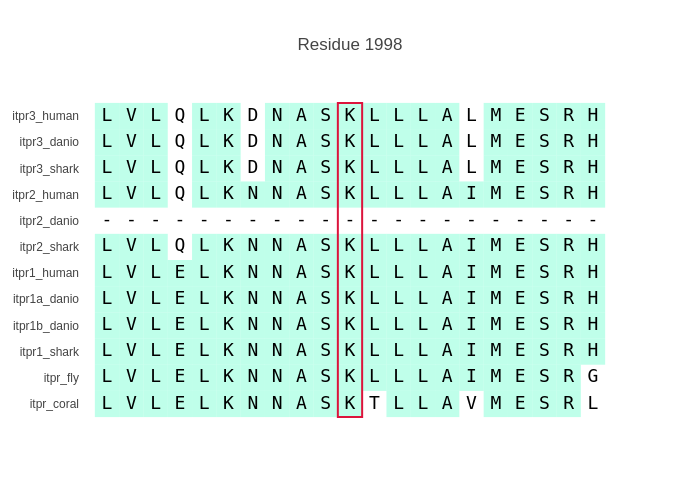 Residue 1998
itpr3_human L V L Q L K D N A S K L L L A L M E S R H
itpr3_danio L V L Q L K D N A S K L L L A L M E S R H
itpr3_shark L V L Q L K D N A S K L L L A L M E S R H
itpr2_human L V L Q L K N N A S K L L L A I M E S R H
itpr2_danio - - - - - - - - - - - - - - - - - - - - -
itpr2_shark L V L Q L K N N A S K L L L A I M E S R H
itpr1_human L V L E L K N N A S K L L L A I M E S R H
itpr1a_danio L V L E L K N N A S K L L L A I M E S R H
itpr1b_danio L V L E L K N N A S K L L L A I M E S R H
itpr1_shark L V L E L K N N A S K L L L A I M E S R H
itpr_fly L V L E L K N N A S K L L L A I M E S R G
itpr_coral L V L E L K N N A S K T L L A V M E S R L